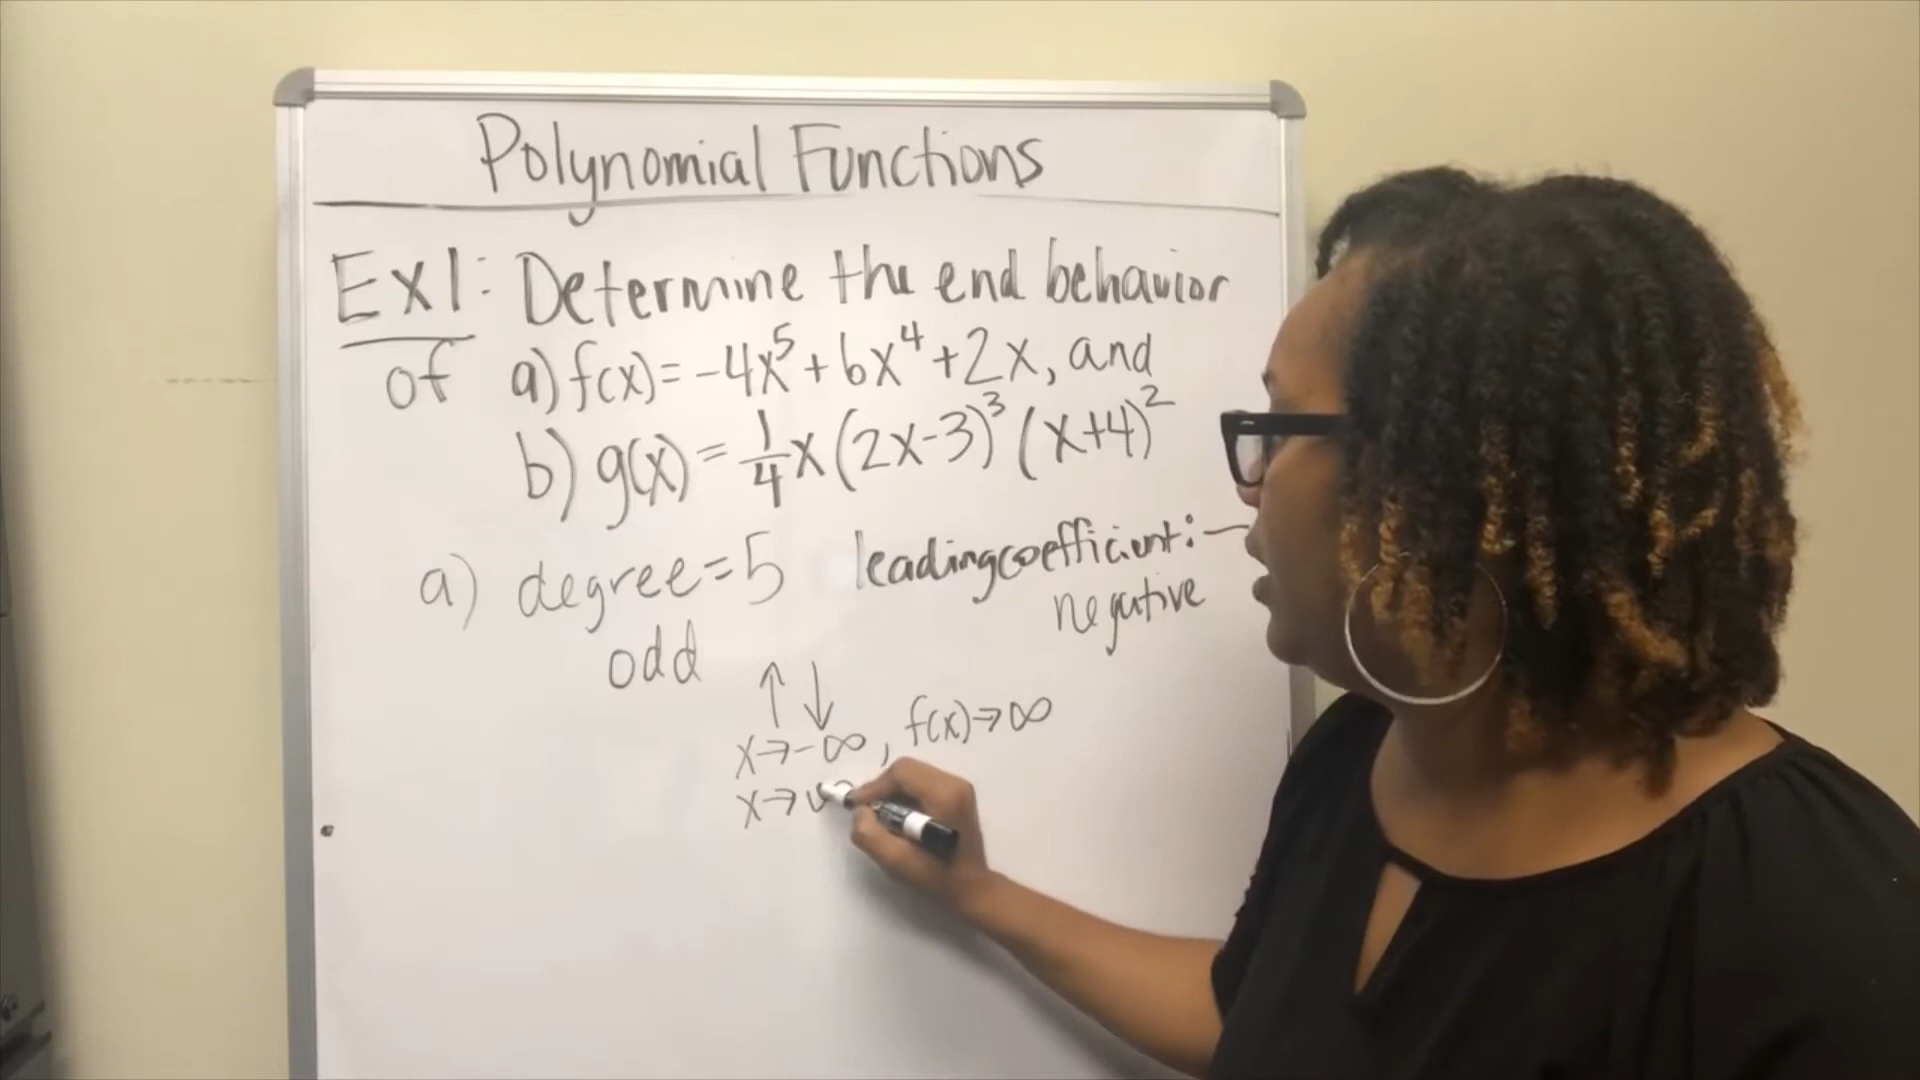 Polynomial Functions
Ex1: Determine the end behavior
of a) f(x) = -4x⁵ + 6x⁴ + 2x, and
b) g(x) = 1/4 x (2x-3)³ (x+4)²
a) degree = 5 leading coefficient: -
odd negative
↑ ↓
x → -∞, f(x) → ∞
x →